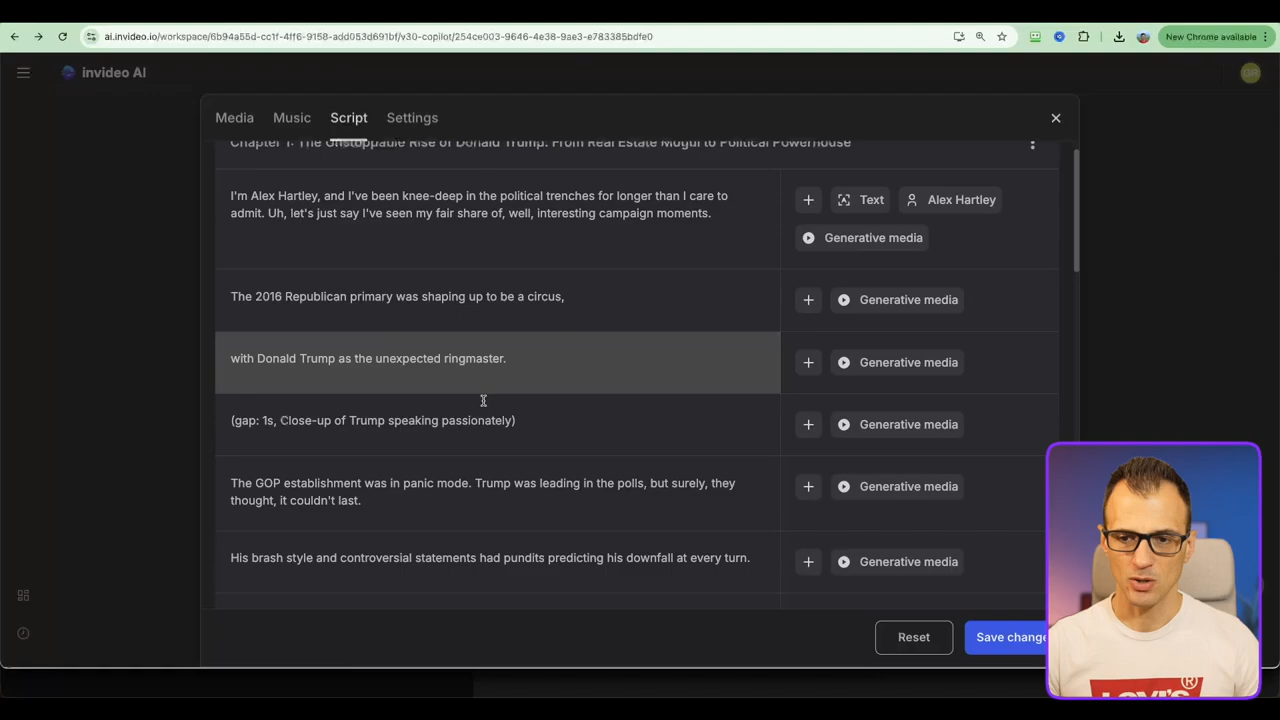 ai.invideo.io/workspace/6b94a55d-cc1f-4ff6-9158-add053d691bf/v30-copilot/254ce003-9646-4e38-9ae3-e783385bdfe0
New Chrome available
invideo AI
GR
Media Music Script Settings
Chapter 1: The Unstoppable Rise of Donald Trump: From Real Estate Mogul to Political Powerhouse
I'm Alex Hartley, and I've been knee-deep in the political trenches for longer than I care to
admit. Uh, let's just say I've seen my fair share of, well, interesting campaign moments.
Text
Alex Hartley
Generative media
The 2016 Republican primary was shaping up to be a circus,
Generative media
with Donald Trump as the unexpected ringmaster.
Generative media
(gap: 1s, Close-up of Trump speaking passionately)
Generative media
The GOP establishment was in panic mode. Trump was leading in the polls, but surely, they
thought, it couldn't last.
Generative media
His brash style and controversial statements had pundits predicting his downfall at every turn.
Generative media
Reset
Save change
LEVI'S